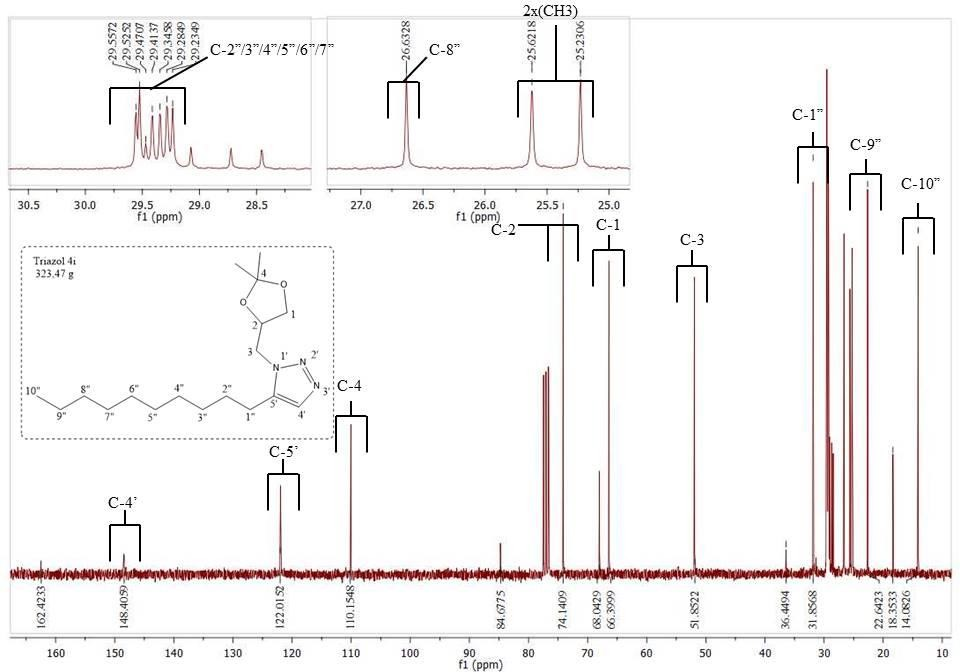 2x(CH3)
29.5572
29.5252
29.4707
29.4137
29.3458
29.2849
29.2349
C-2”/3”/4”/5”/6”/7”
26.6328
C-8”
25.6218
25.2306
30.5 30.0 29.5 29.0 28.5
f1 (ppm)
27.0 26.5 26.0 25.5 25.0
f1 (ppm)
C-1”
C-9”
C-10”
C-2
C-1
C-3
Triazol 4i
323.47 g
4
O
O
1
2
3
1'
N
N
2'
N
3'
4'
5'
10"
9"
8"
7"
6"
5"
4"
3"
2"
1"
C-4
C-5’
C-4’
162.4233
148.4059
122.0152
110.1548
84.6775
74.1409
68.0429
66.3999
51.8522
36.4494
31.8568
22.6423
18.3533
14.0826
160 150 140 130 120 110 100 90 80 70 60 50 40 30 20 10
f1 (ppm)